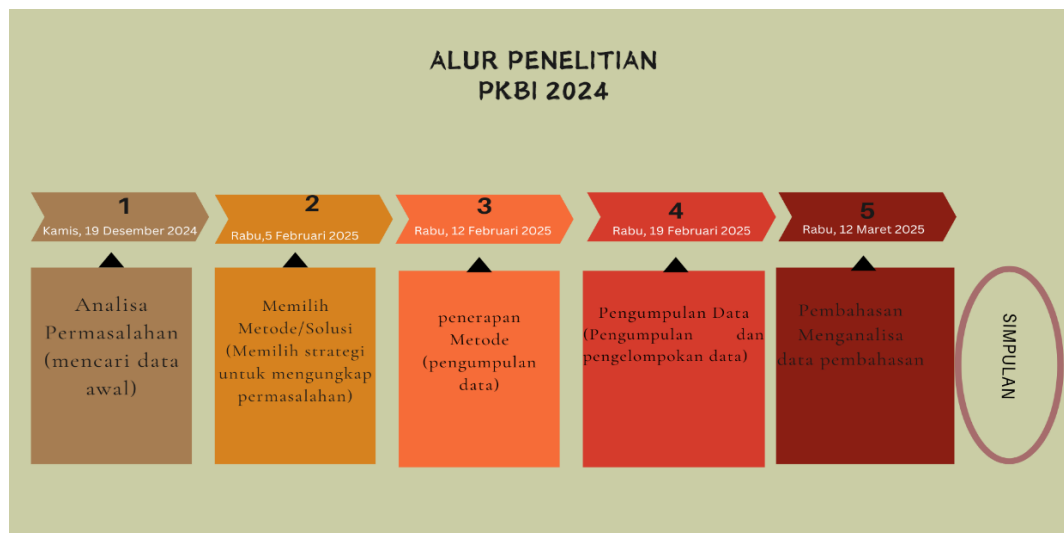 ALUR PENELITIAN
PKBI 2024
1
Kamis, 19 Desember 2024
2
Rabu,5 Februari 2025
3
Rabu, 12 Februari 2025
4
Rabu, 19 Februari 2025
5
Rabu, 12 Maret 2025
Analisa
Permasalahan
(mencari data
awal)
Memilih
Metode/Solusi
(Memilih strategi
untuk mengungkap
permasalahan)
penerapan
Metode
(pengumpulan
data)
Pengumpulan Data
(Pengumpulan dan
pengelompokan data)
Pembahasan
Menganalisa
data pembahasan
SIMPULAN